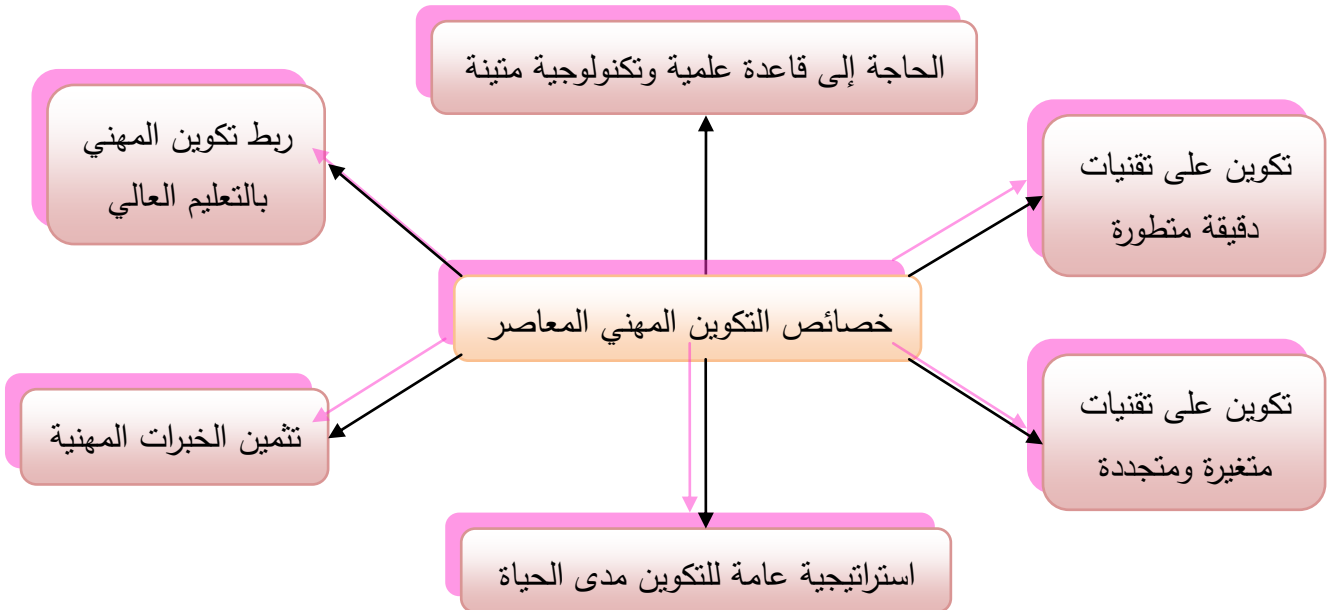 الحاجة إلى قاعدة علمية وتكنولوجية متينة
تكوين على تقنيات
دقيقة متطورة
ربط تكوين المهني
بالتعليم العالي
خصائص التكوين المهني المعاصر
تكوين على تقنيات
متغيرة ومتجددة
تثمين الخبرات المهنية
استراتيجية عامة للتكوين مدى الحياة